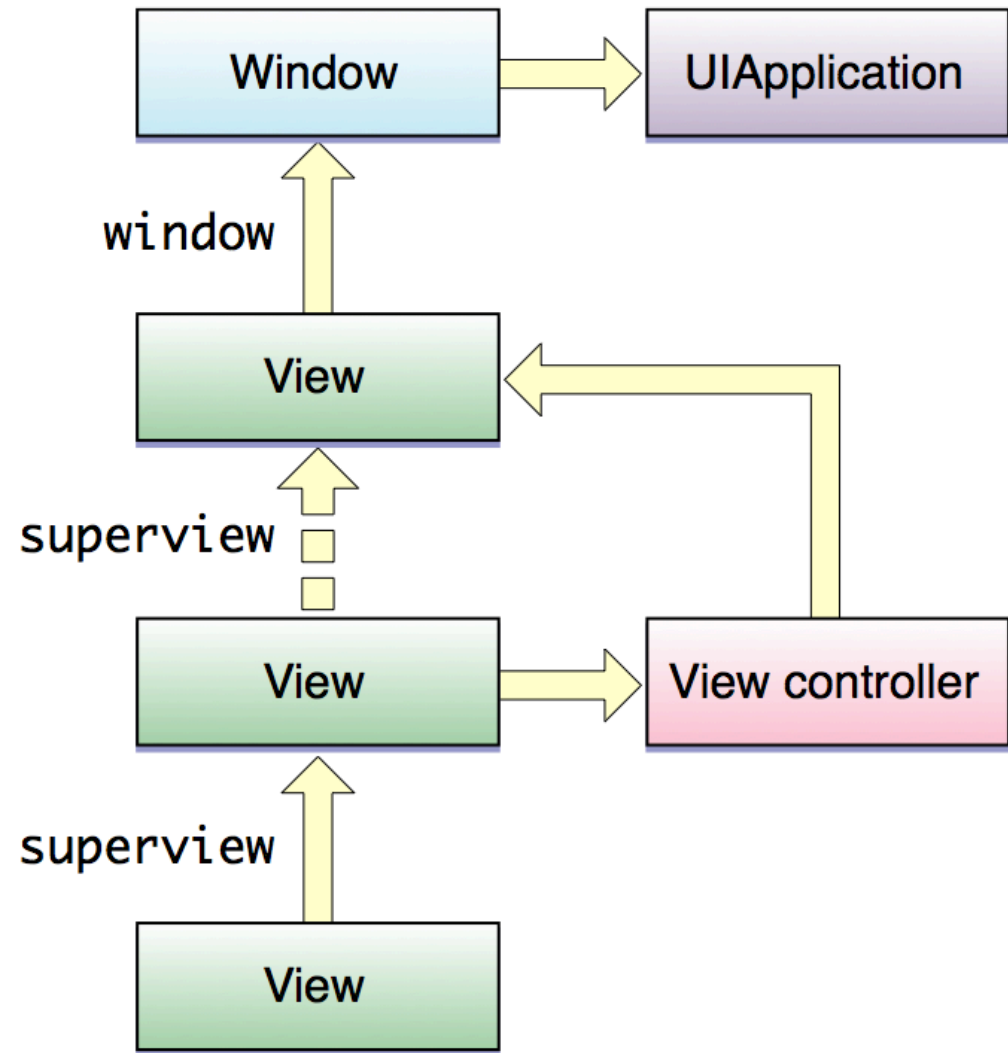 Window
UIApplication
window
View
superview
View
View controller
superview
View